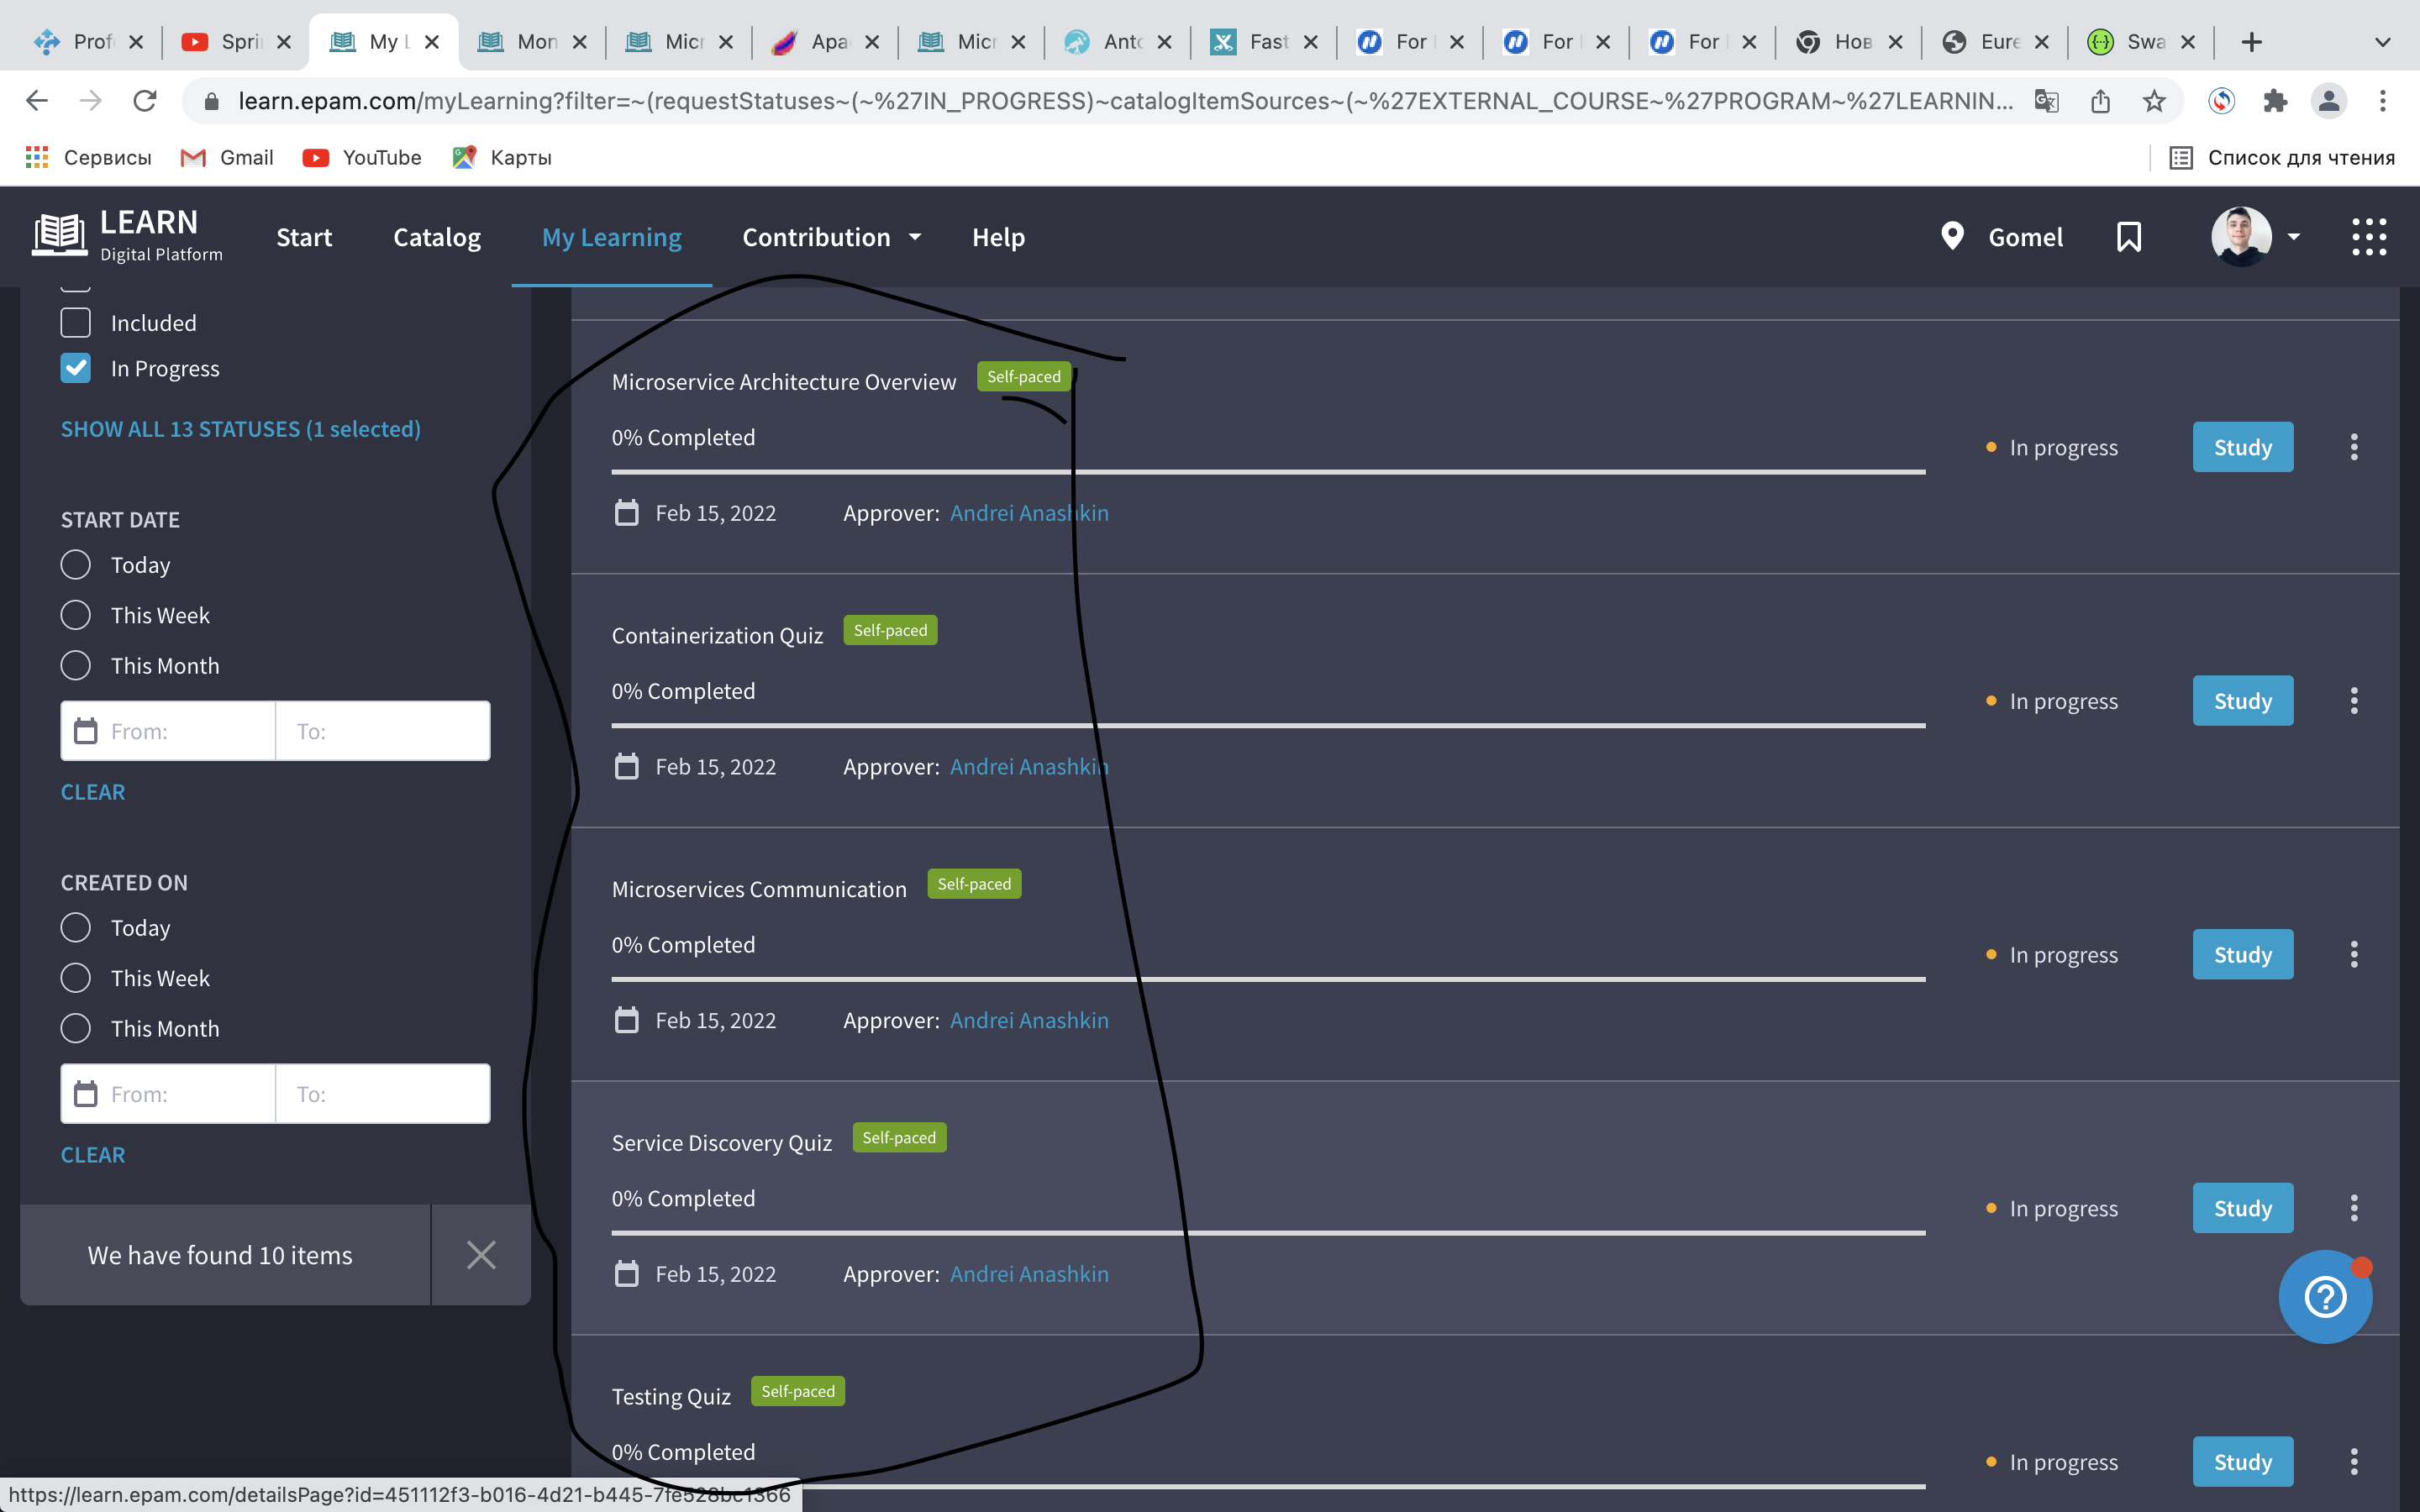 Prof
Spri
My L
Mon
Micr
Apa
Micr
Anto
Fast
For
For
For
Нов
Eure
Swa
learn.epam.com/myLearning?filter=~(requestStatuses~(~%27IN_PROGRESS)~catalogItemSources~(~%27EXTERNAL_COURSE~%27PROGRAM~%27LEARNIN...
Сервисы
Gmail
YouTube
Карты
Список для чтения
LEARN
Digital Platform
Start
Catalog
My Learning
Contribution
Help
Gomel
Included
In Progress
SHOW ALL 13 STATUSES (1 selected)
START DATE
Today
This Week
This Month
From:
To:
CLEAR
CREATED ON
Today
This Week
This Month
From:
To:
CLEAR
We have found 10 items
Microservice Architecture Overview
Self-paced
0% Completed
Feb 15, 2022
Approver: Andrei Anashkin
In progress
Study
Containerization Quiz
Self-paced
0% Completed
Feb 15, 2022
Approver: Andrei Anashkin
In progress
Study
Microservices Communication
Self-paced
0% Completed
Feb 15, 2022
Approver: Andrei Anashkin
In progress
Study
Service Discovery Quiz
Self-paced
0% Completed
Feb 15, 2022
Approver: Andrei Anashkin
In progress
Study
Testing Quiz
Self-paced
0% Completed
In progress
Study
https://learn.epam.com/detailsPage?id=451112f3-b016-4d21-b445-7fe528bc1366